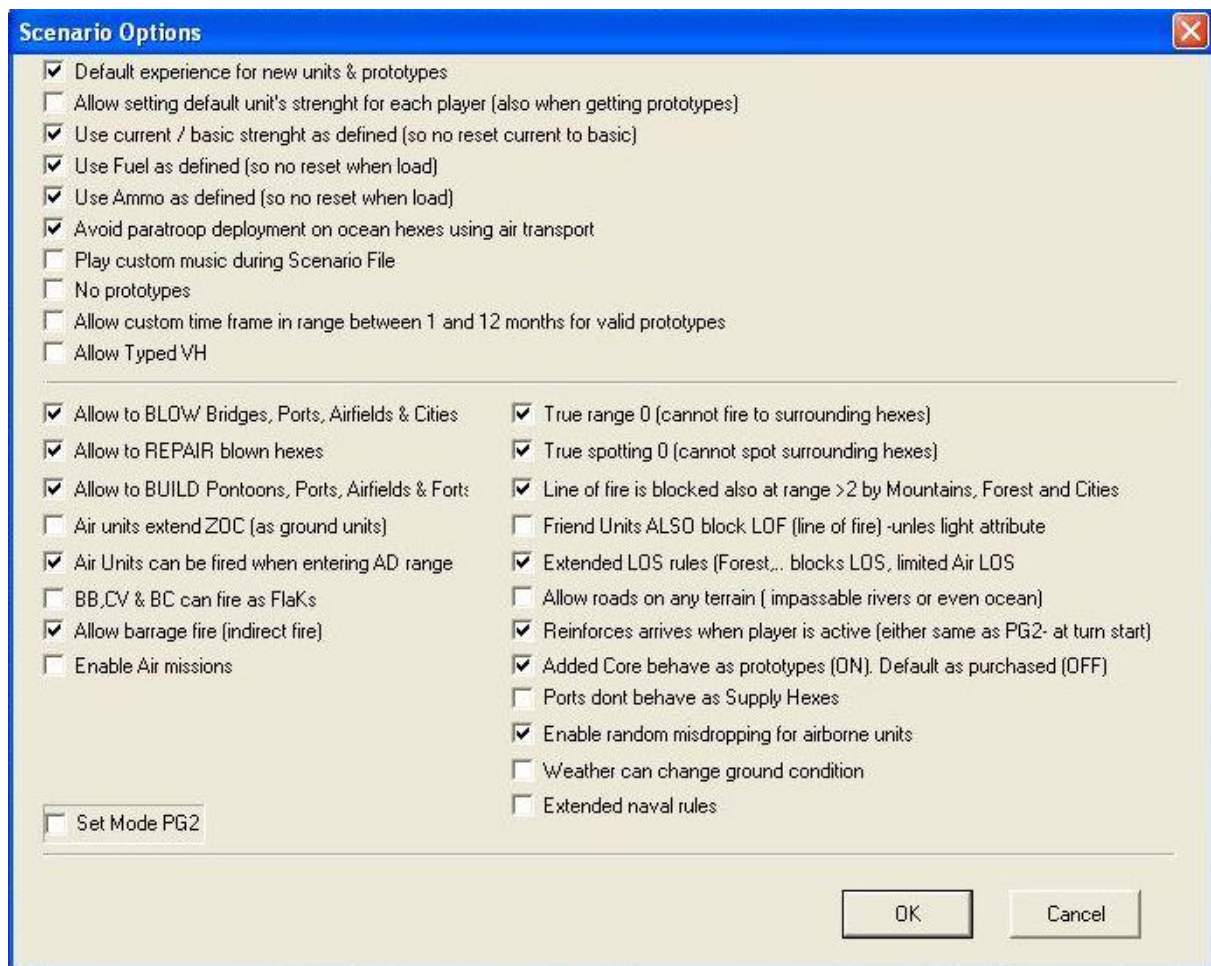 Scenario Options
Default experience for new units & prototypes
Allow setting default unit's strenght for each player (also when getting prototypes)
Use current / basic strenght as defined (so no reset current to basic)
Use Fuel as defined (so no reset when load)
Use Ammo as defined (so no reset when load)
Avoid paratroop deployment on ocean hexes using air transport
Play custom music during Scenario File
No prototypes
Allow custom time frame in range between 1 and 12 months for valid prototypes
Allow Typed VH
Allow to BLOW Bridges, Ports, Airfields & Cities
Allow to REPAIR blown hexes
Allow to BUILD Pontoons, Ports, Airfields & Forts
Air units extend ZOC (as ground units)
Air Units can be fired when entering AD range
BB,CV & BC can fire as FlaKs
Allow barrage fire (indirect fire)
Enable Air missions
True range 0 (cannot fire to surrounding hexes)
True spotting 0 (cannot spot surrounding hexes)
Line of fire is blocked also at range >2 by Mountains, Forest and Cities
Friend Units ALSO block LOF (line of fire) -unles light attribute
Extended LOS rules (Forest,.. blocks LOS, limited Air LOS
Allow roads on any terrain ( impassable rivers or even ocean)
Reinforces arrives when player is active (either same as PG2- at turn start)
Added Core behave as prototypes (ON). Default as purchased (OFF)
Ports dont behave as Supply Hexes
Enable random misdropping for airborne units
Weather can change ground condition
Extended naval rules
Set Mode PG2
OK
Cancel